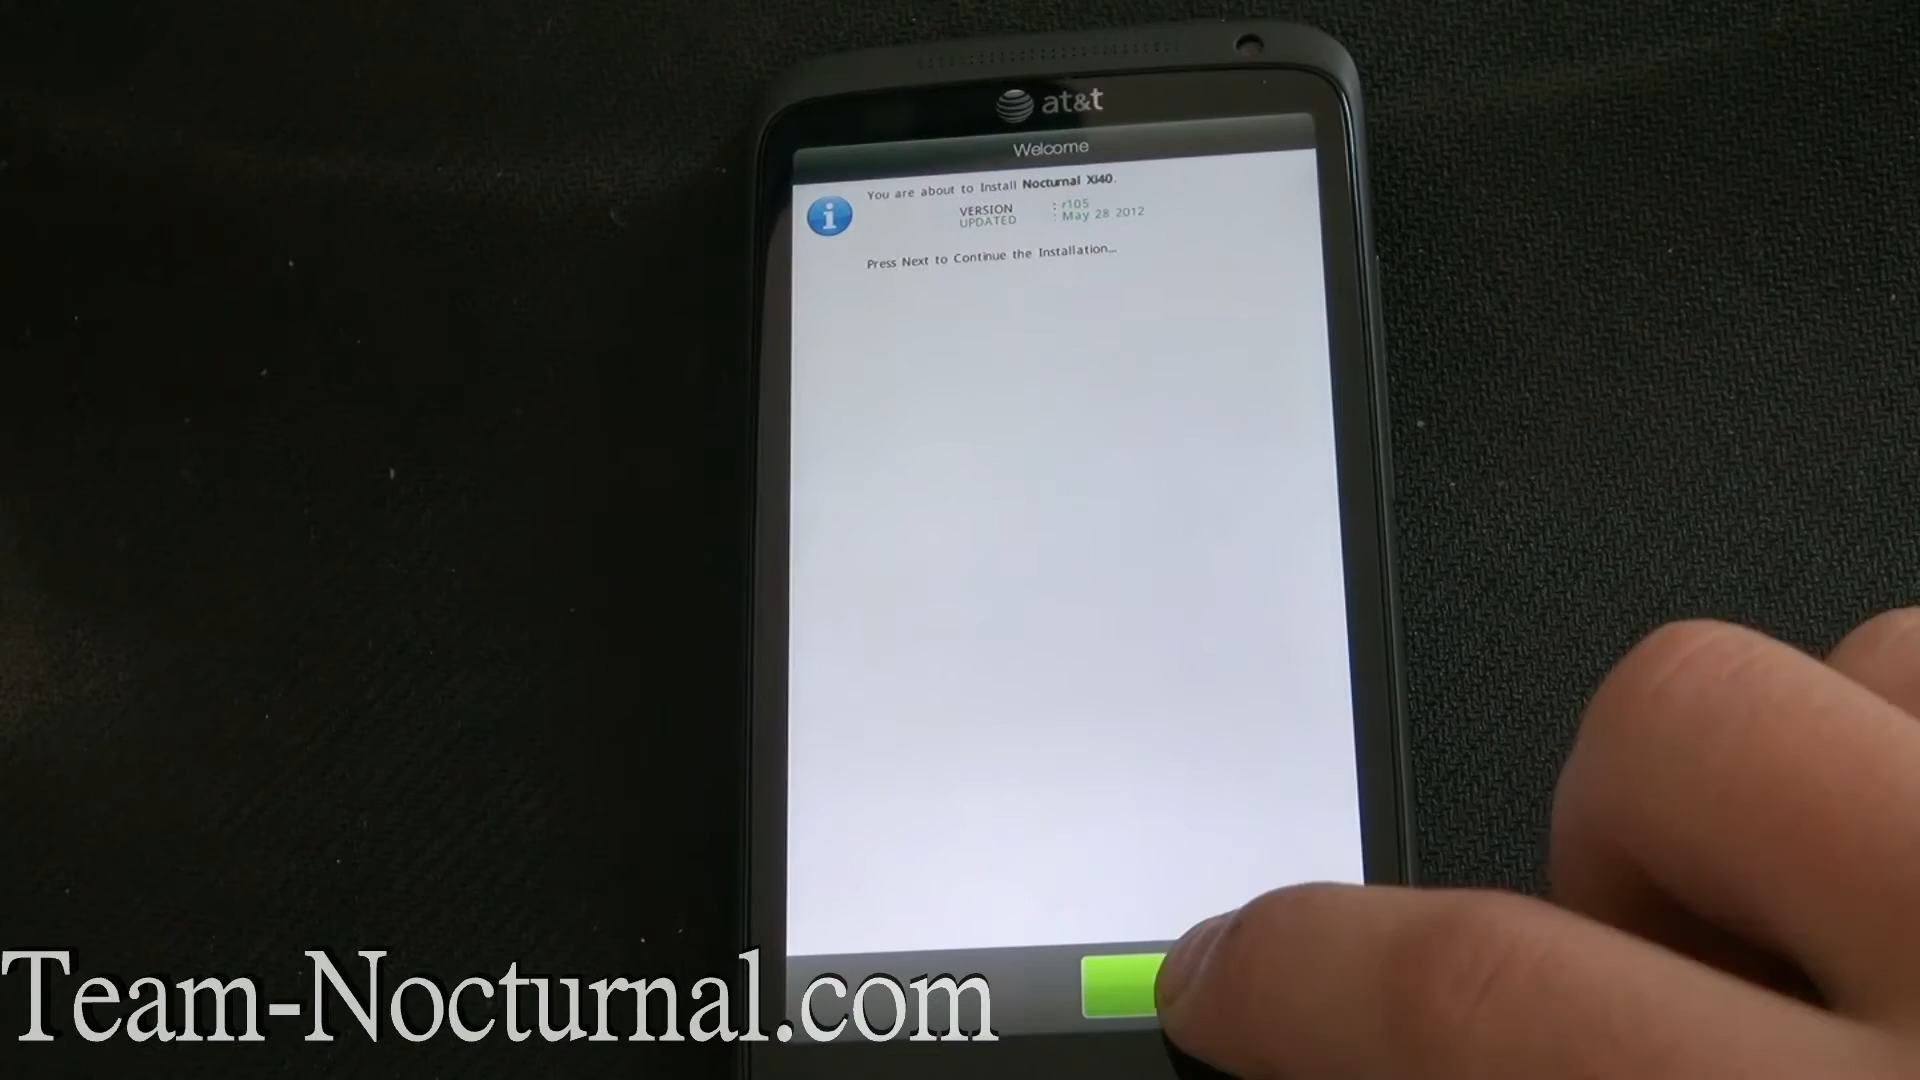 at&t
Welcome
You are about to Install Nocturnal Xl40.
VERSION : r105
UPDATED : May 28 2012
Press Next to Continue the Installation...
Team-Nocturnal.com